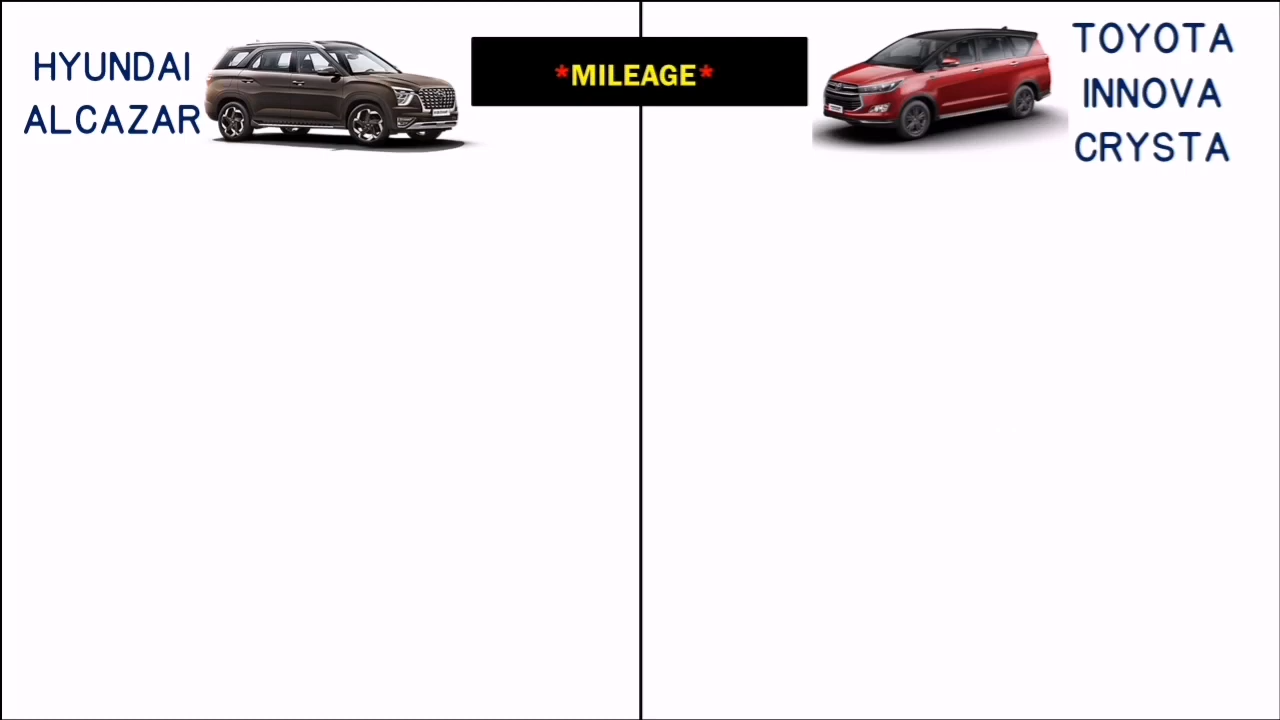 HYUNDAI
ALCAZAR
*MILEAGE*
TOYOTA
INNOVA
CRYSTA